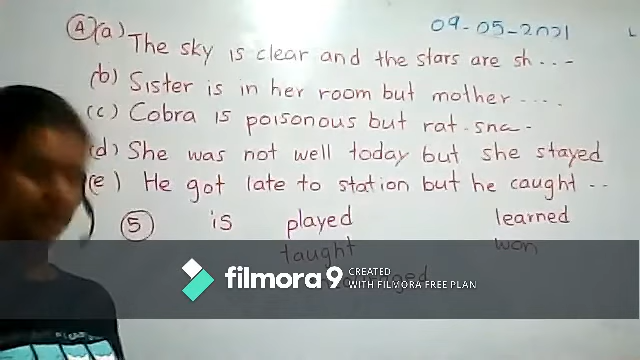 09-05-2021
④(a) The sky is clear and the stars are sh...-
(b) Sister is in her room but mother ....
(c) Cobra is poisonous but rat-sna-
(d) She was not well today but she stayed
(e) He got late to station but he caught --
⑤ is played learned
taught won
filmora9 CREATED
WITH FILMORA FREE PLAN